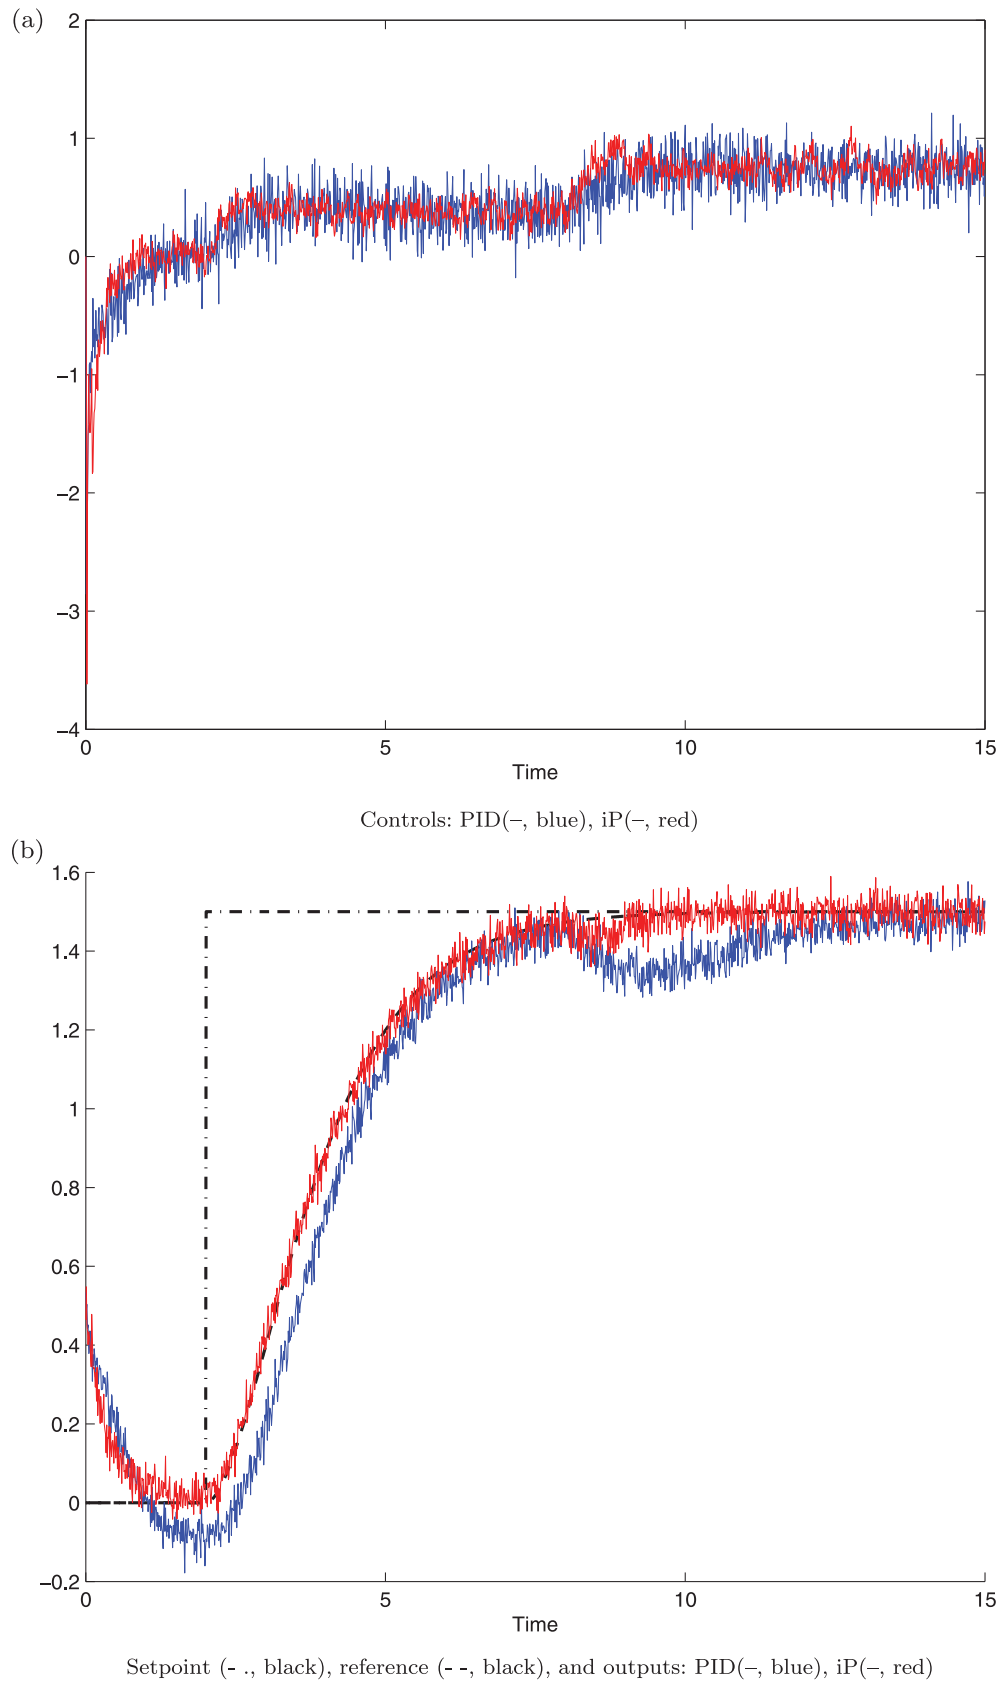 (a)
2
1
0
−1
−2
−3
−4
0 5 10 15
Time
Controls: PID(–, blue), iP(–, red)
(b)
1.6
1.4
1.2
1
0.8
0.6
0.4
0.2
0
−0.2
0 5 10 15
Time
Setpoint (- ., black), reference (- -, black), and outputs: PID(–, blue), iP(–, red)